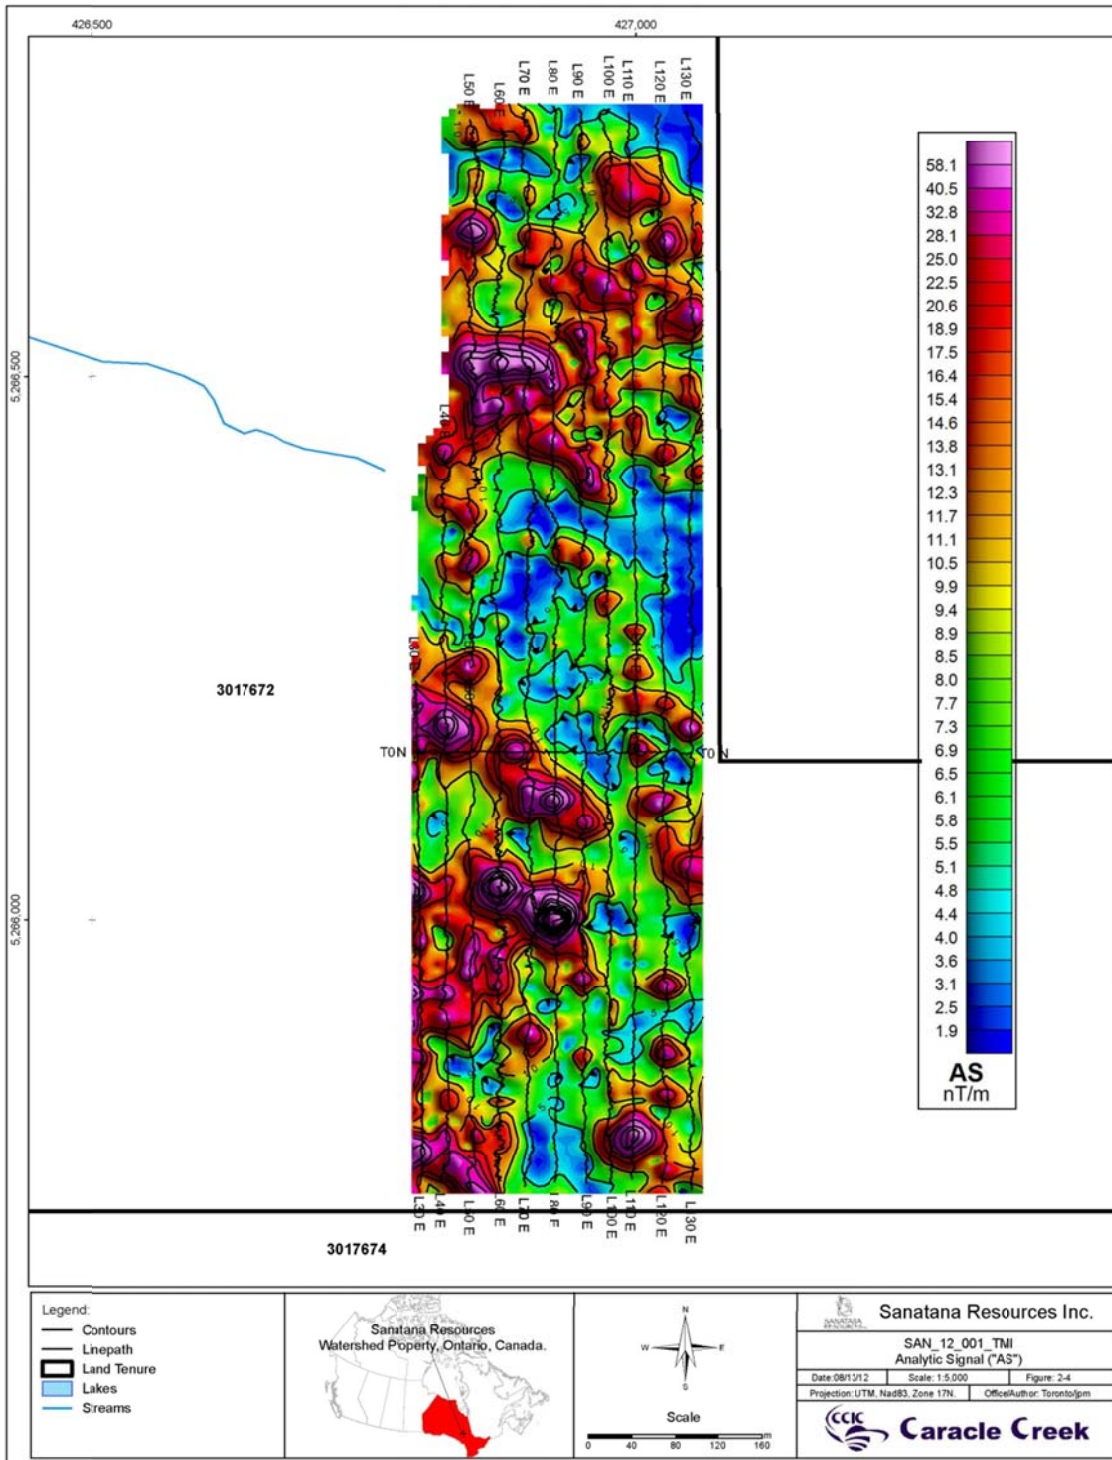 426,500 427,000
L50 E L60 L70 E L80 F L90 E L100 E L110 E L120 E L130 E
5,266,500
3017672
T0N T0 N
5,266,000
L30 E L40 E L50 E L60 E L70 E L80 F L90 E L100 E L110 E L120 E L130 E
3017674
58.1
40.5
32.8
28.1
25.0
22.5
20.6
18.9
17.5
16.4
15.4
14.6
13.8
13.1
12.3
11.7
11.1
10.5
9.9
9.4
8.9
8.5
8.0
7.7
7.3
6.9
6.5
6.1
5.8
5.5
5.1
4.8
4.4
4.0
3.6
3.1
2.5
1.9
AS
nT/m
Legend:
Contours
Linepath
Land Tenure
Lakes
Streams
Sanatana Resources
Watershed Poperty, Ontario, Canada.
N
W E
S
Scale
0 40 80 120 160 m
Sanatana Resources Inc.
SAN_12_001_TMI
Analytic Signal ("AS")
Date:08/13/12 Scale: 1:5,000 Figure: 2-4
Projection:UTM, Nad83, Zone 17N. Office/Author: Toronto/jpm
CCIC Caracle Creek